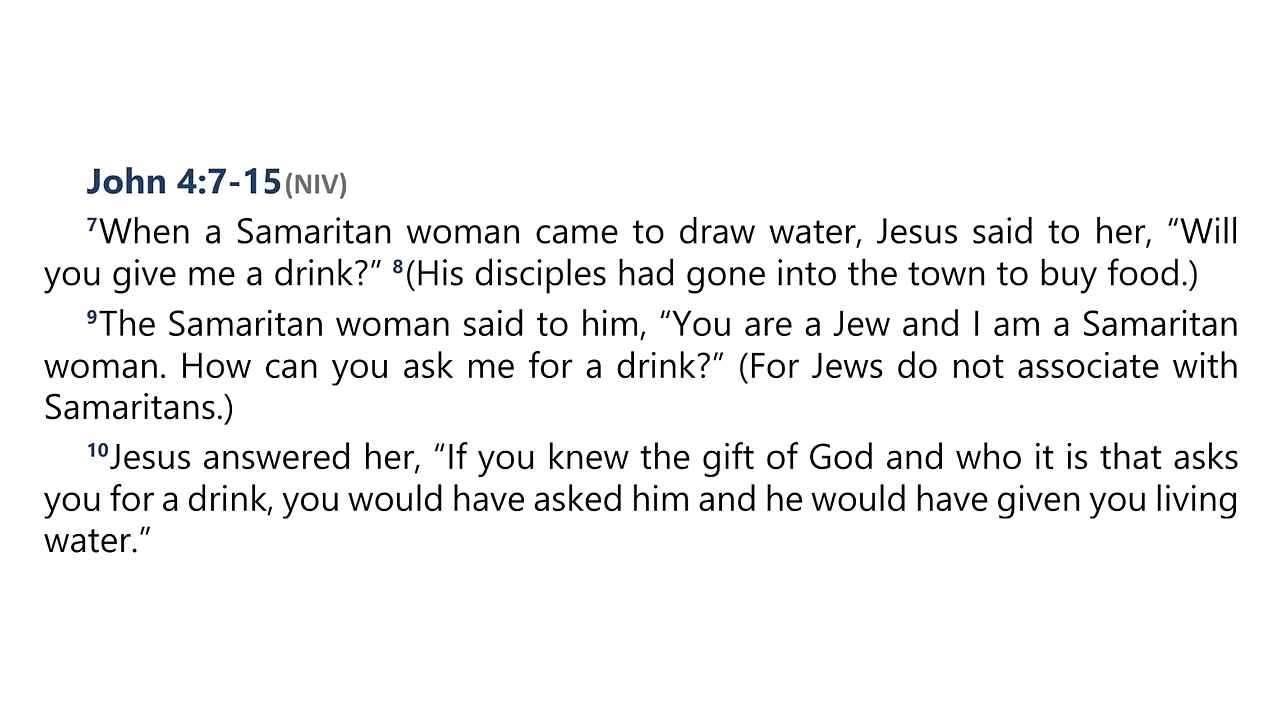 John 4:7-15(NIV)
7When a Samaritan woman came to draw water, Jesus said to her, “Will
you give me a drink?” 8(His disciples had gone into the town to buy food.)
9The Samaritan woman said to him, “You are a Jew and I am a Samaritan
woman. How can you ask me for a drink?” (For Jews do not associate with
Samaritans.)
10Jesus answered her, “If you knew the gift of God and who it is that asks
you for a drink, you would have asked him and he would have given you living
water.”